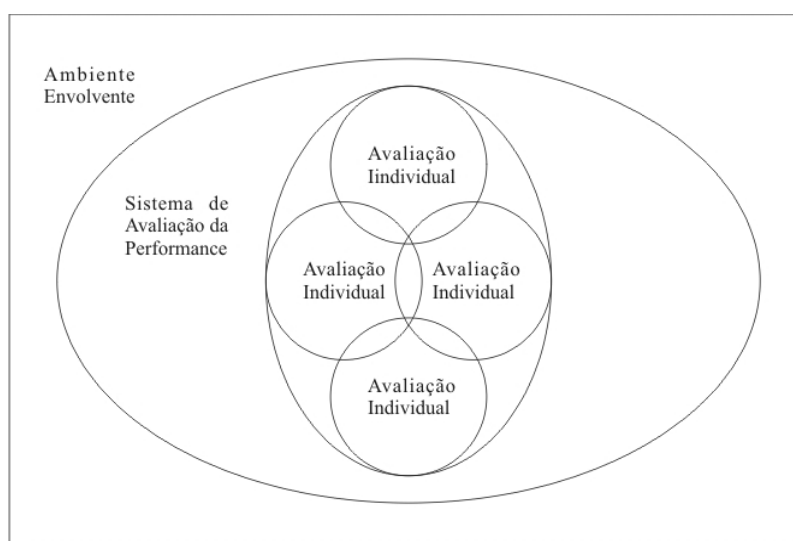 Ambiente
Envolvente
Avaliação
Iindividual
Sistema de
Avaliação da
Performance
Avaliação
Individual
Avaliação
Individual
Avaliação
Individual